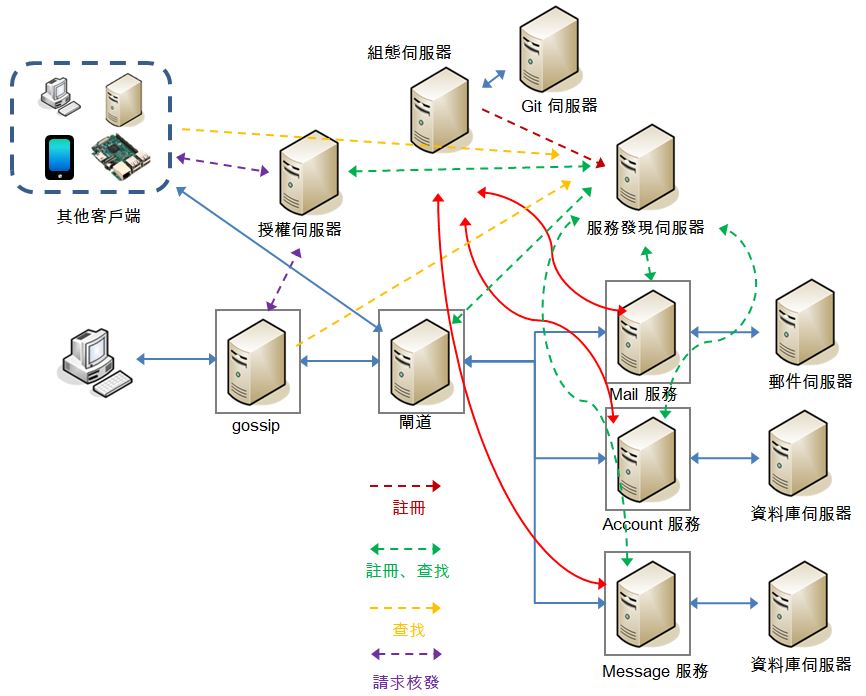 組態伺服器
Git 伺服器
其他客戶端
授權伺服器
服務發現伺服器
gossip
閘道
Mail 服務
郵件伺服器
Account 服務
資料庫伺服器
註冊
註冊、查找
查找
請求核發
Message 服務
資料庫伺服器